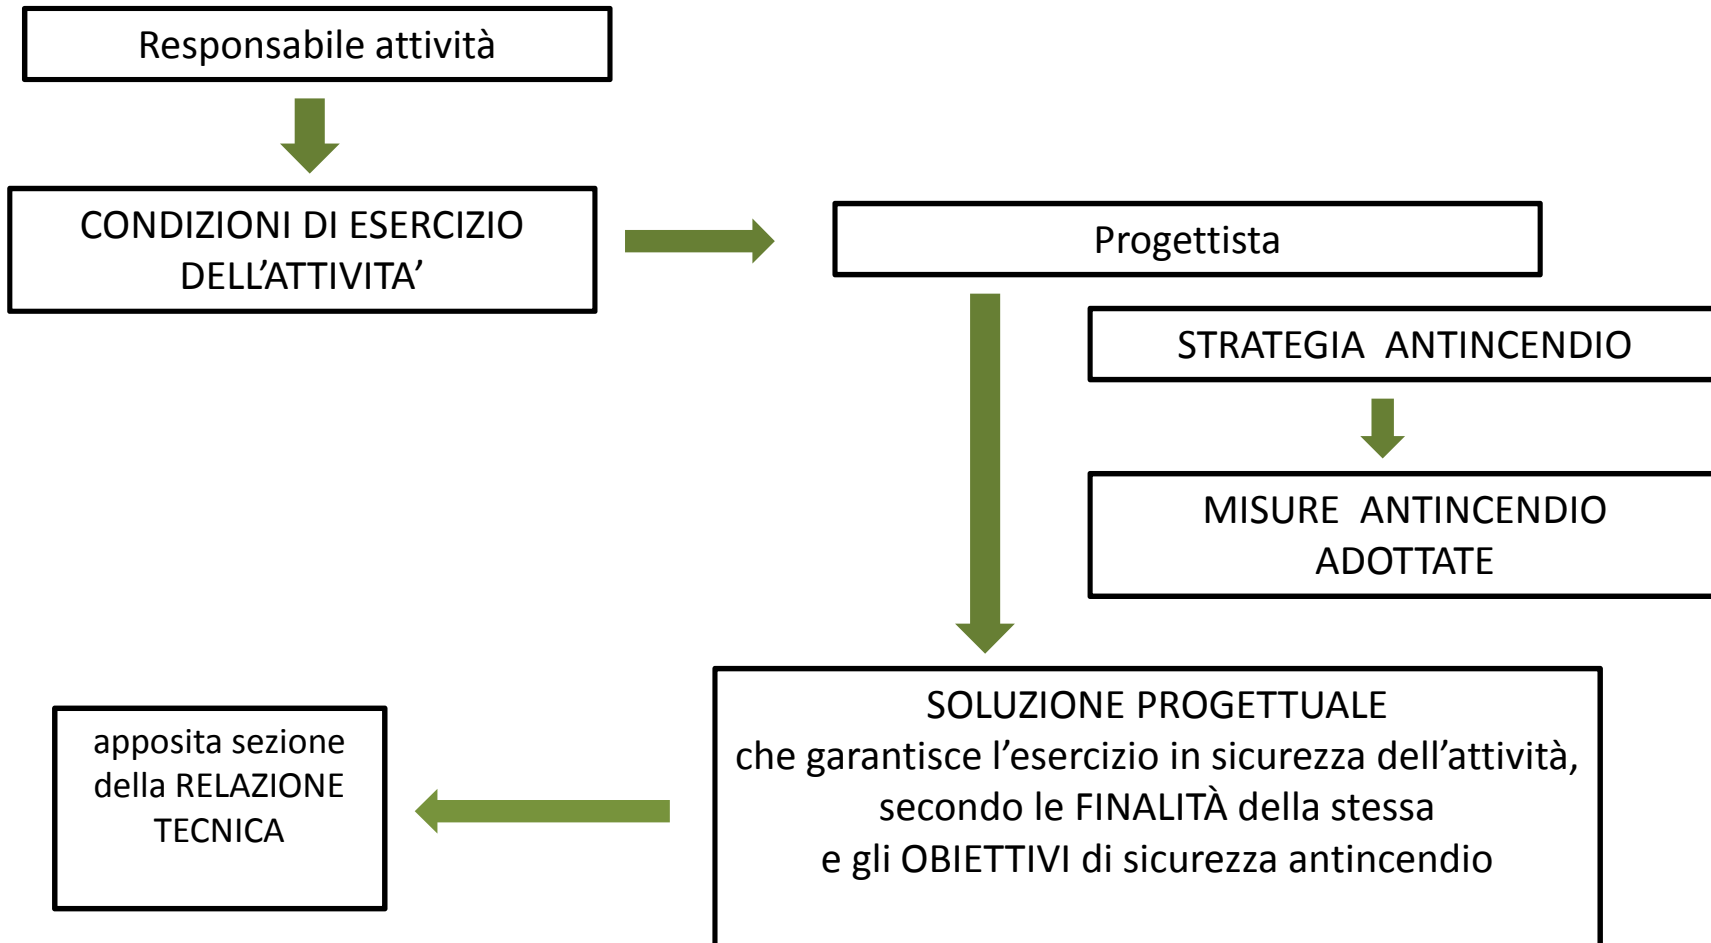 Responsabile attività
CONDIZIONI DI ESERCIZIO
DELL’ATTIVITA’
Progettista
STRATEGIA ANTINCENDIO
MISURE ANTINCENDIO
ADOTTATE
SOLUZIONE PROGETTUALE
che garantisce l’esercizio in sicurezza dell’attività,
secondo le FINALITÀ della stessa
e gli OBIETTIVI di sicurezza antincendio
apposita sezione
della RELAZIONE
TECNICA